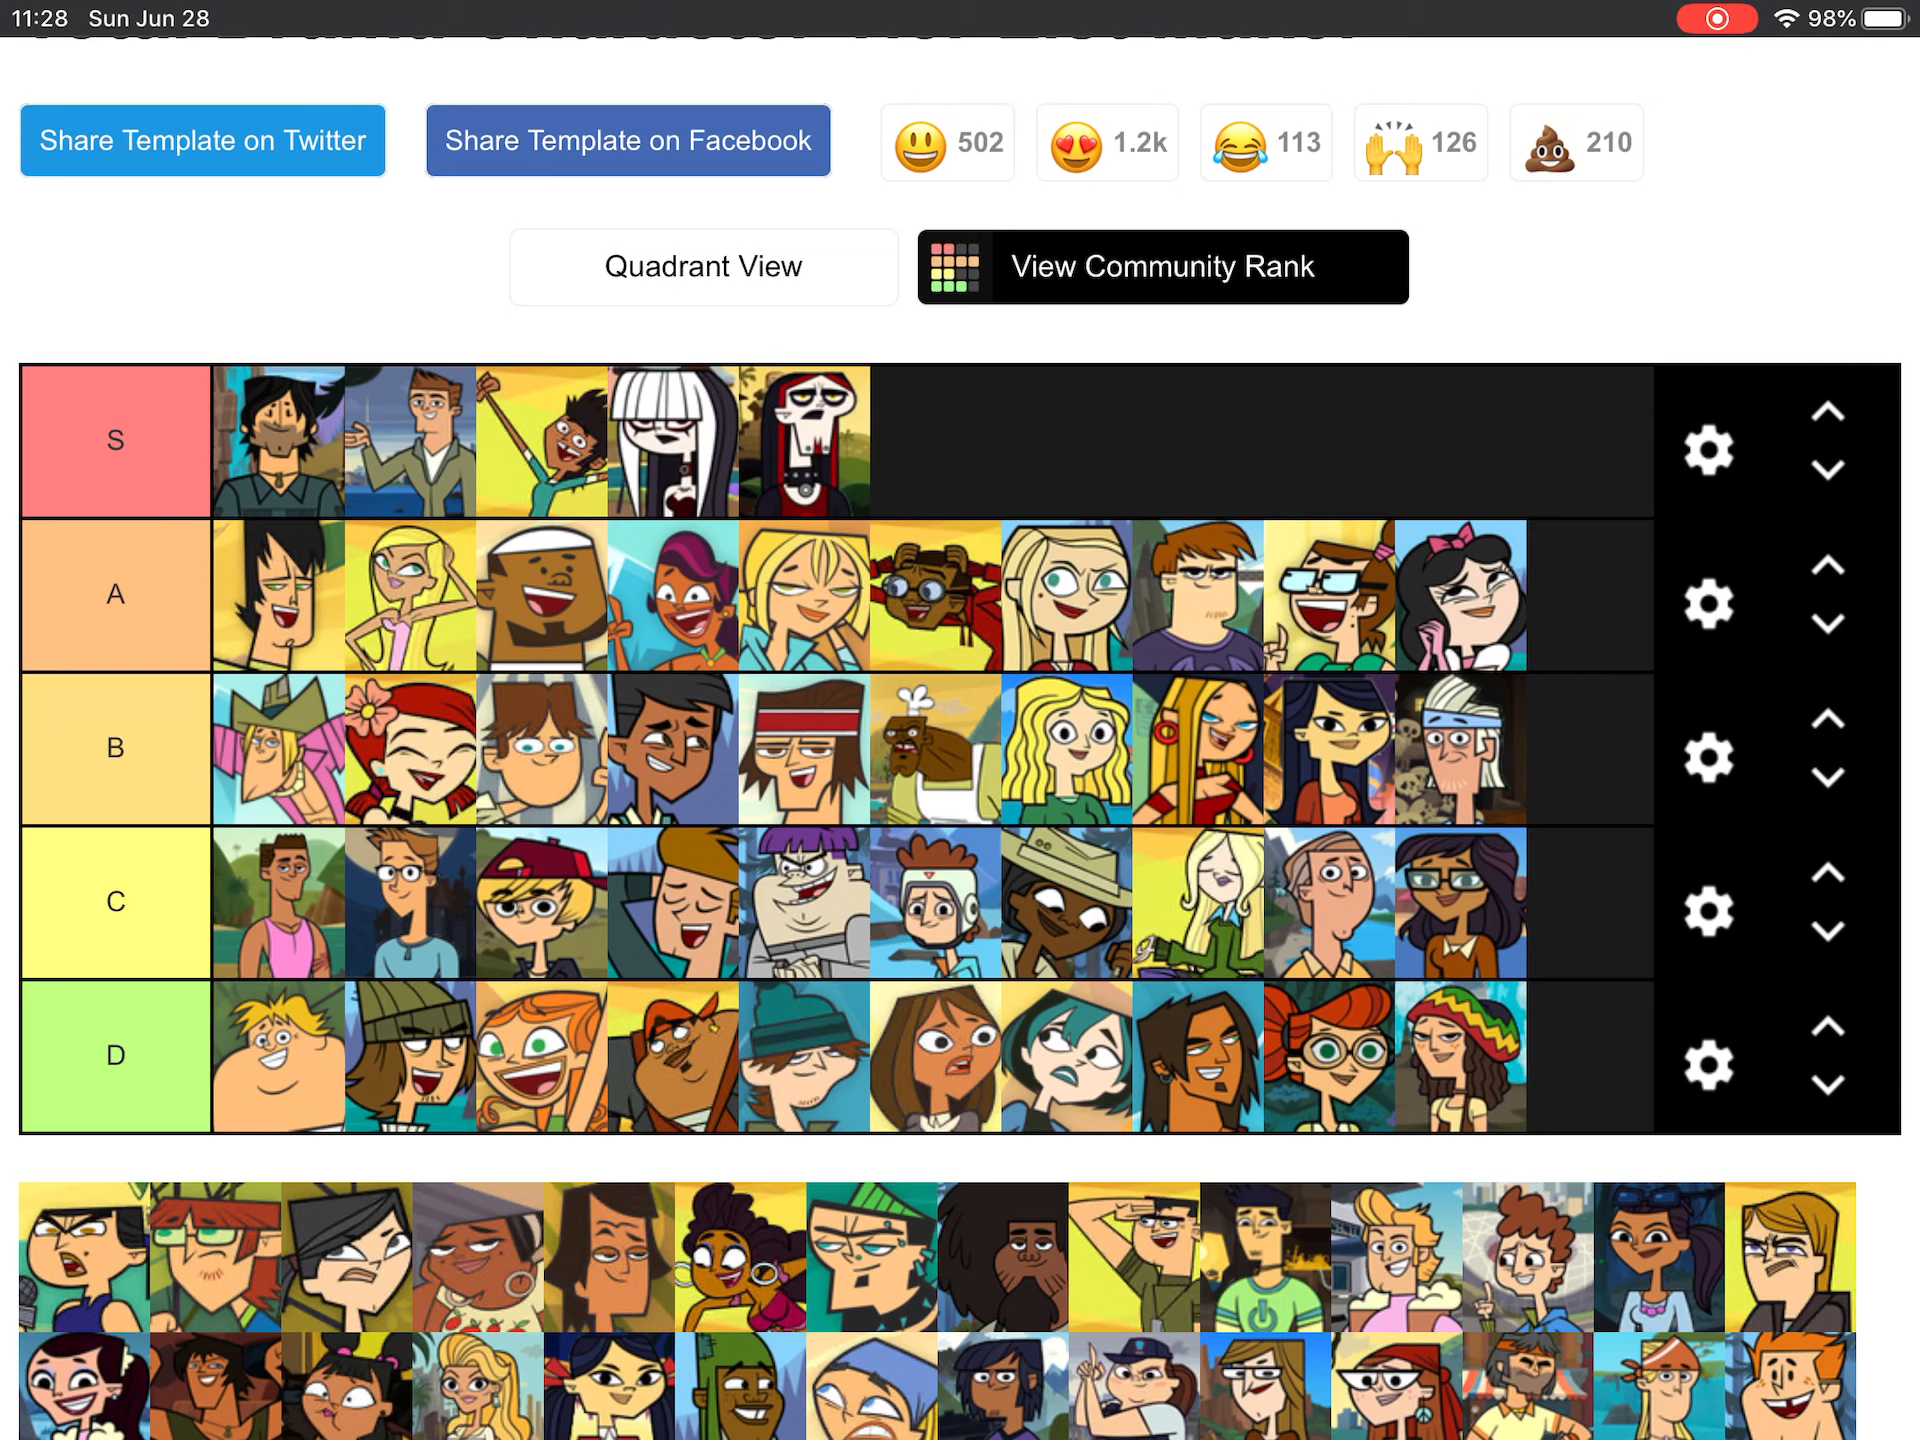 11:28 Sun Jun 28 98%
Share Template on Twitter Share Template on Facebook 502 1.2k 113 126 210
Quadrant View View Community Rank
S
A
B
C
D